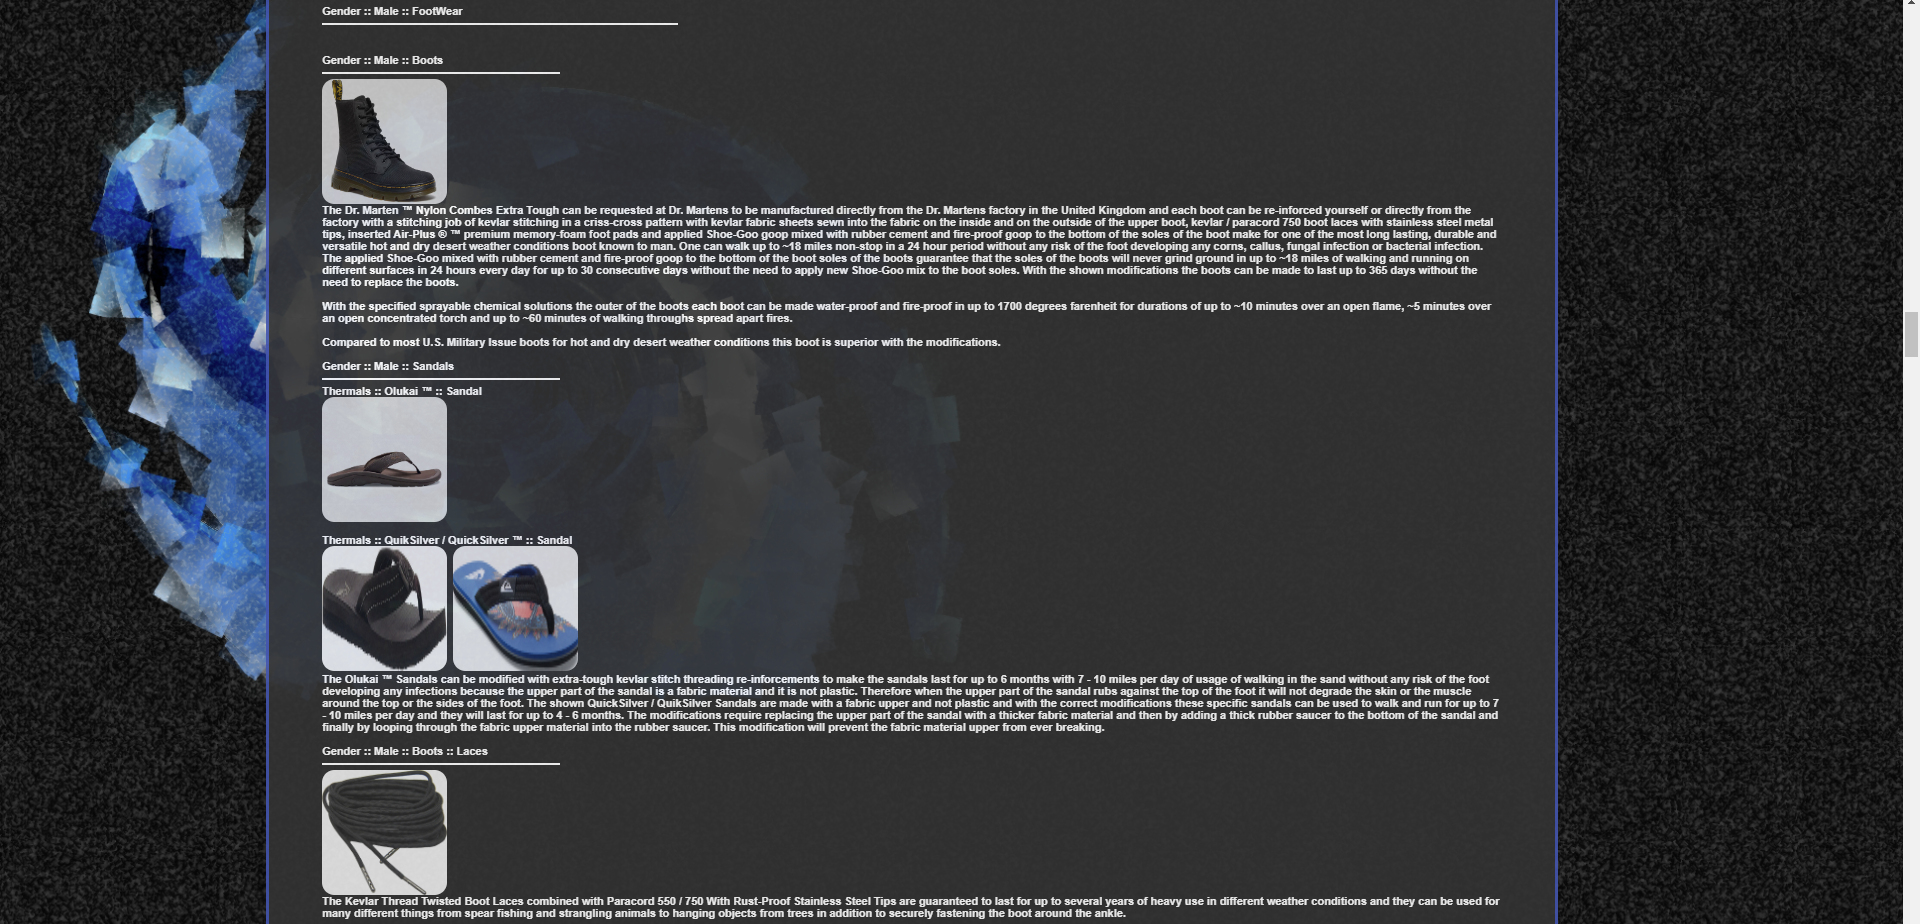 Gender :: Male :: FootWear
Gender :: Male :: Boots
The Dr. Marten ™ Nylon Combes Extra Tough can be requested at Dr. Martens to be manufactured directly from the Dr. Martens factory in the United Kingdom and each boot can be re-inforced yourself or directly from the
factory with a stitching job of kevlar stitching in a criss-cross pattern with kevlar fabric sheets sewn into the fabric on the inside and on the outside of the upper boot, kevlar / paracord 750 boot laces with stainless steel metal
tips, inserted Air-Plus ® ™ premium memory-foam foot pads and applied Shoe-Goo goop mixed with rubber cement and fire-proof goop to the bottom of the soles of the boot make for one of the most long lasting, durable and
versatile hot and dry desert weather conditions boot known to man. One can walk up to ~18 miles non-stop in a 24 hour period without any risk of the foot developing any corns, callus, fungal infection or bacterial infection.
The applied Shoe-Goo mixed with rubber cement and fire-proof goop to the bottom of the boot soles of the boots guarantee that the soles of the boots will never grind ground in up to ~18 miles of walking and running on
different surfaces in 24 hours every day for up to 30 consecutive days without the need to apply new Shoe-Goo mix to the boot soles. With the shown modifications the boots can be made to last up to 365 days without the
need to replace the boots.
With the specified sprayable chemical solutions the outer of the boots each boot can be made water-proof and fire-proof in up to 1700 degrees farenheit for durations of up to ~10 minutes over an open flame, ~5 minutes over
an open concentrated torch and up to ~60 minutes of walking throughs spread apart fires.
Compared to most U.S. Military Issue boots for hot and dry desert weather conditions this boot is superior with the modifications.
Gender :: Male :: Sandals
Thermals :: Olukai ™ :: Sandal
Thermals :: QuikSilver / QuickSilver ™ :: Sandal
The Olukai ™ Sandals can be modified with extra-tough kevlar stitch threading re-inforcements to make the sandals last for up to 6 months with 7 - 10 miles per day of usage of walking in the sand without any risk of the foot
developing any infections because the upper part of the sandal is a fabric material and it is not plastic. Therefore when the upper part of the sandal rubs against the top of the foot it will not degrade the skin or the muscle
around the top or the sides of the foot. The shown QuickSilver / QuikSilver Sandals are made with a fabric upper and not plastic and with the correct modifications these specific sandals can be used to walk and run for up to 7
- 10 miles per day and they will last for up to 4 - 6 months. The modifications require replacing the upper part of the sandal with a thicker fabric material and then by adding a thick rubber saucer to the bottom of the sandal and
finally by looping through the fabric upper material into the rubber saucer. This modification will prevent the fabric material upper from ever breaking.
Gender :: Male :: Boots :: Laces
The Kevlar Thread Twisted Boot Laces combined with Paracord 550 / 750 With Rust-Proof Stainless Steel Tips are guaranteed to last for up to several years of heavy use in different weather conditions and they can be used for
many different things from spear fishing and strangling animals to hanging objects from trees in addition to securely fastening the boot around the ankle.